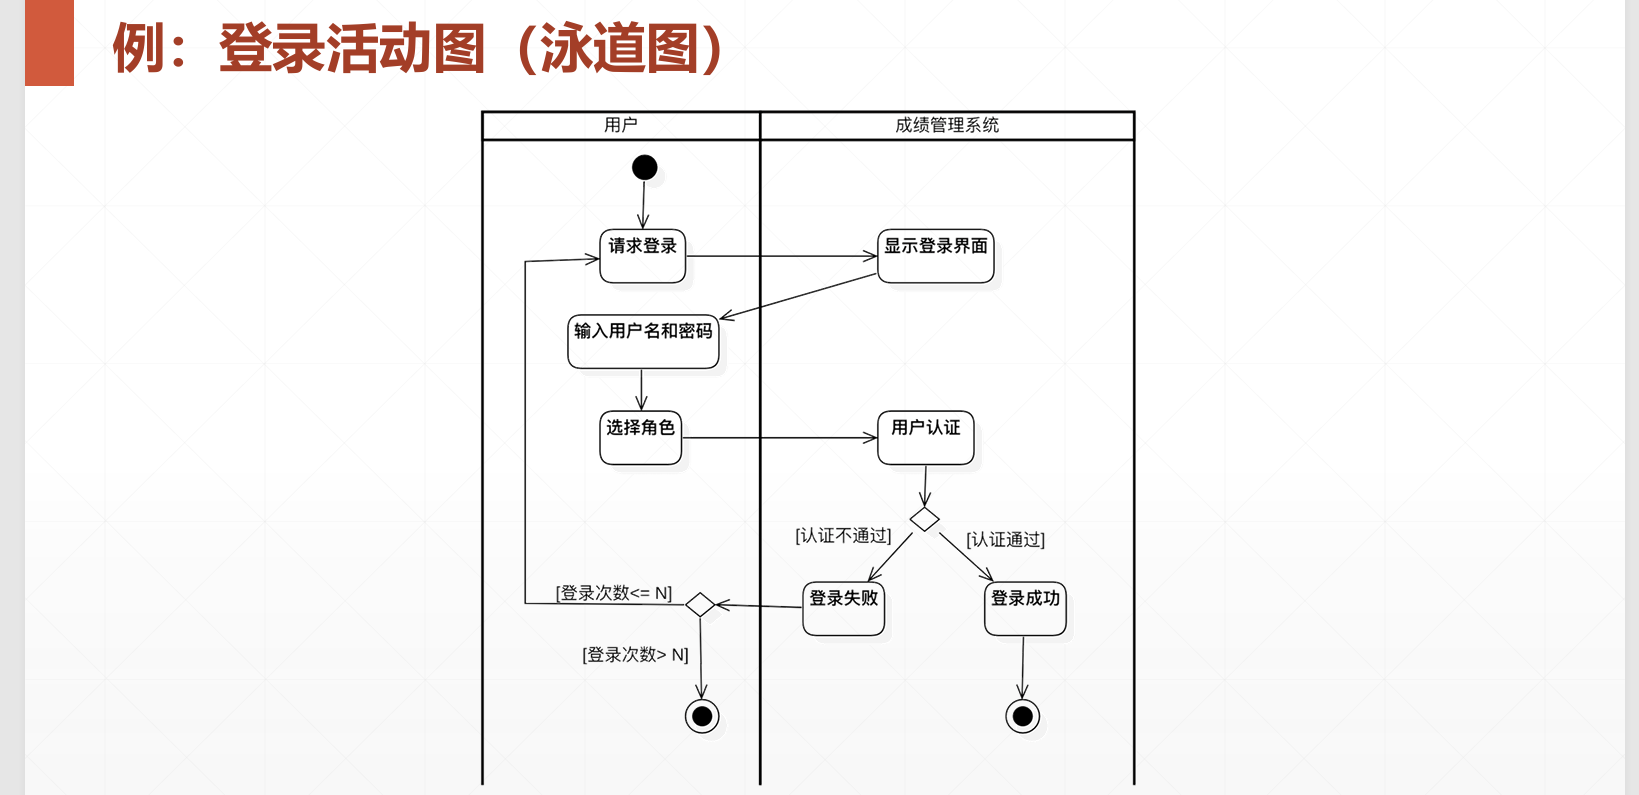 例：登录活动图（泳道图）
用户
成绩管理系统
请求登录
显示登录界面
输入用户名和密码
选择角色
用户认证
[认证不通过]
[认证通过]
[登录次数<= N]
登录失败
登录成功
[登录次数> N]